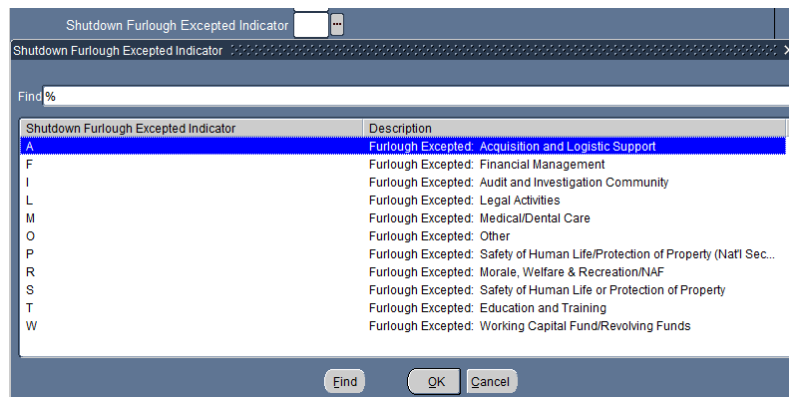 Shutdown Furlough Excepted Indicator
Shutdown Furlough Excepted Indicator
Find %
Shutdown Furlough Excepted Indicator Description
A Furlough Excepted: Acquisition and Logistic Support
F Furlough Excepted: Financial Management
I Furlough Excepted: Audit and Investigation Community
L Furlough Excepted: Legal Activities
M Furlough Excepted: Medical/Dental Care
O Furlough Excepted: Other
P Furlough Excepted: Safety of Human Life/Protection of Property (Nat'l Sec...
R Furlough Excepted: Morale, Welfare & Recreation/NAF
S Furlough Excepted: Safety of Human Life or Protection of Property
T Furlough Excepted: Education and Training
W Furlough Excepted: Working Capital Fund/Revolving Funds
Find OK Cancel